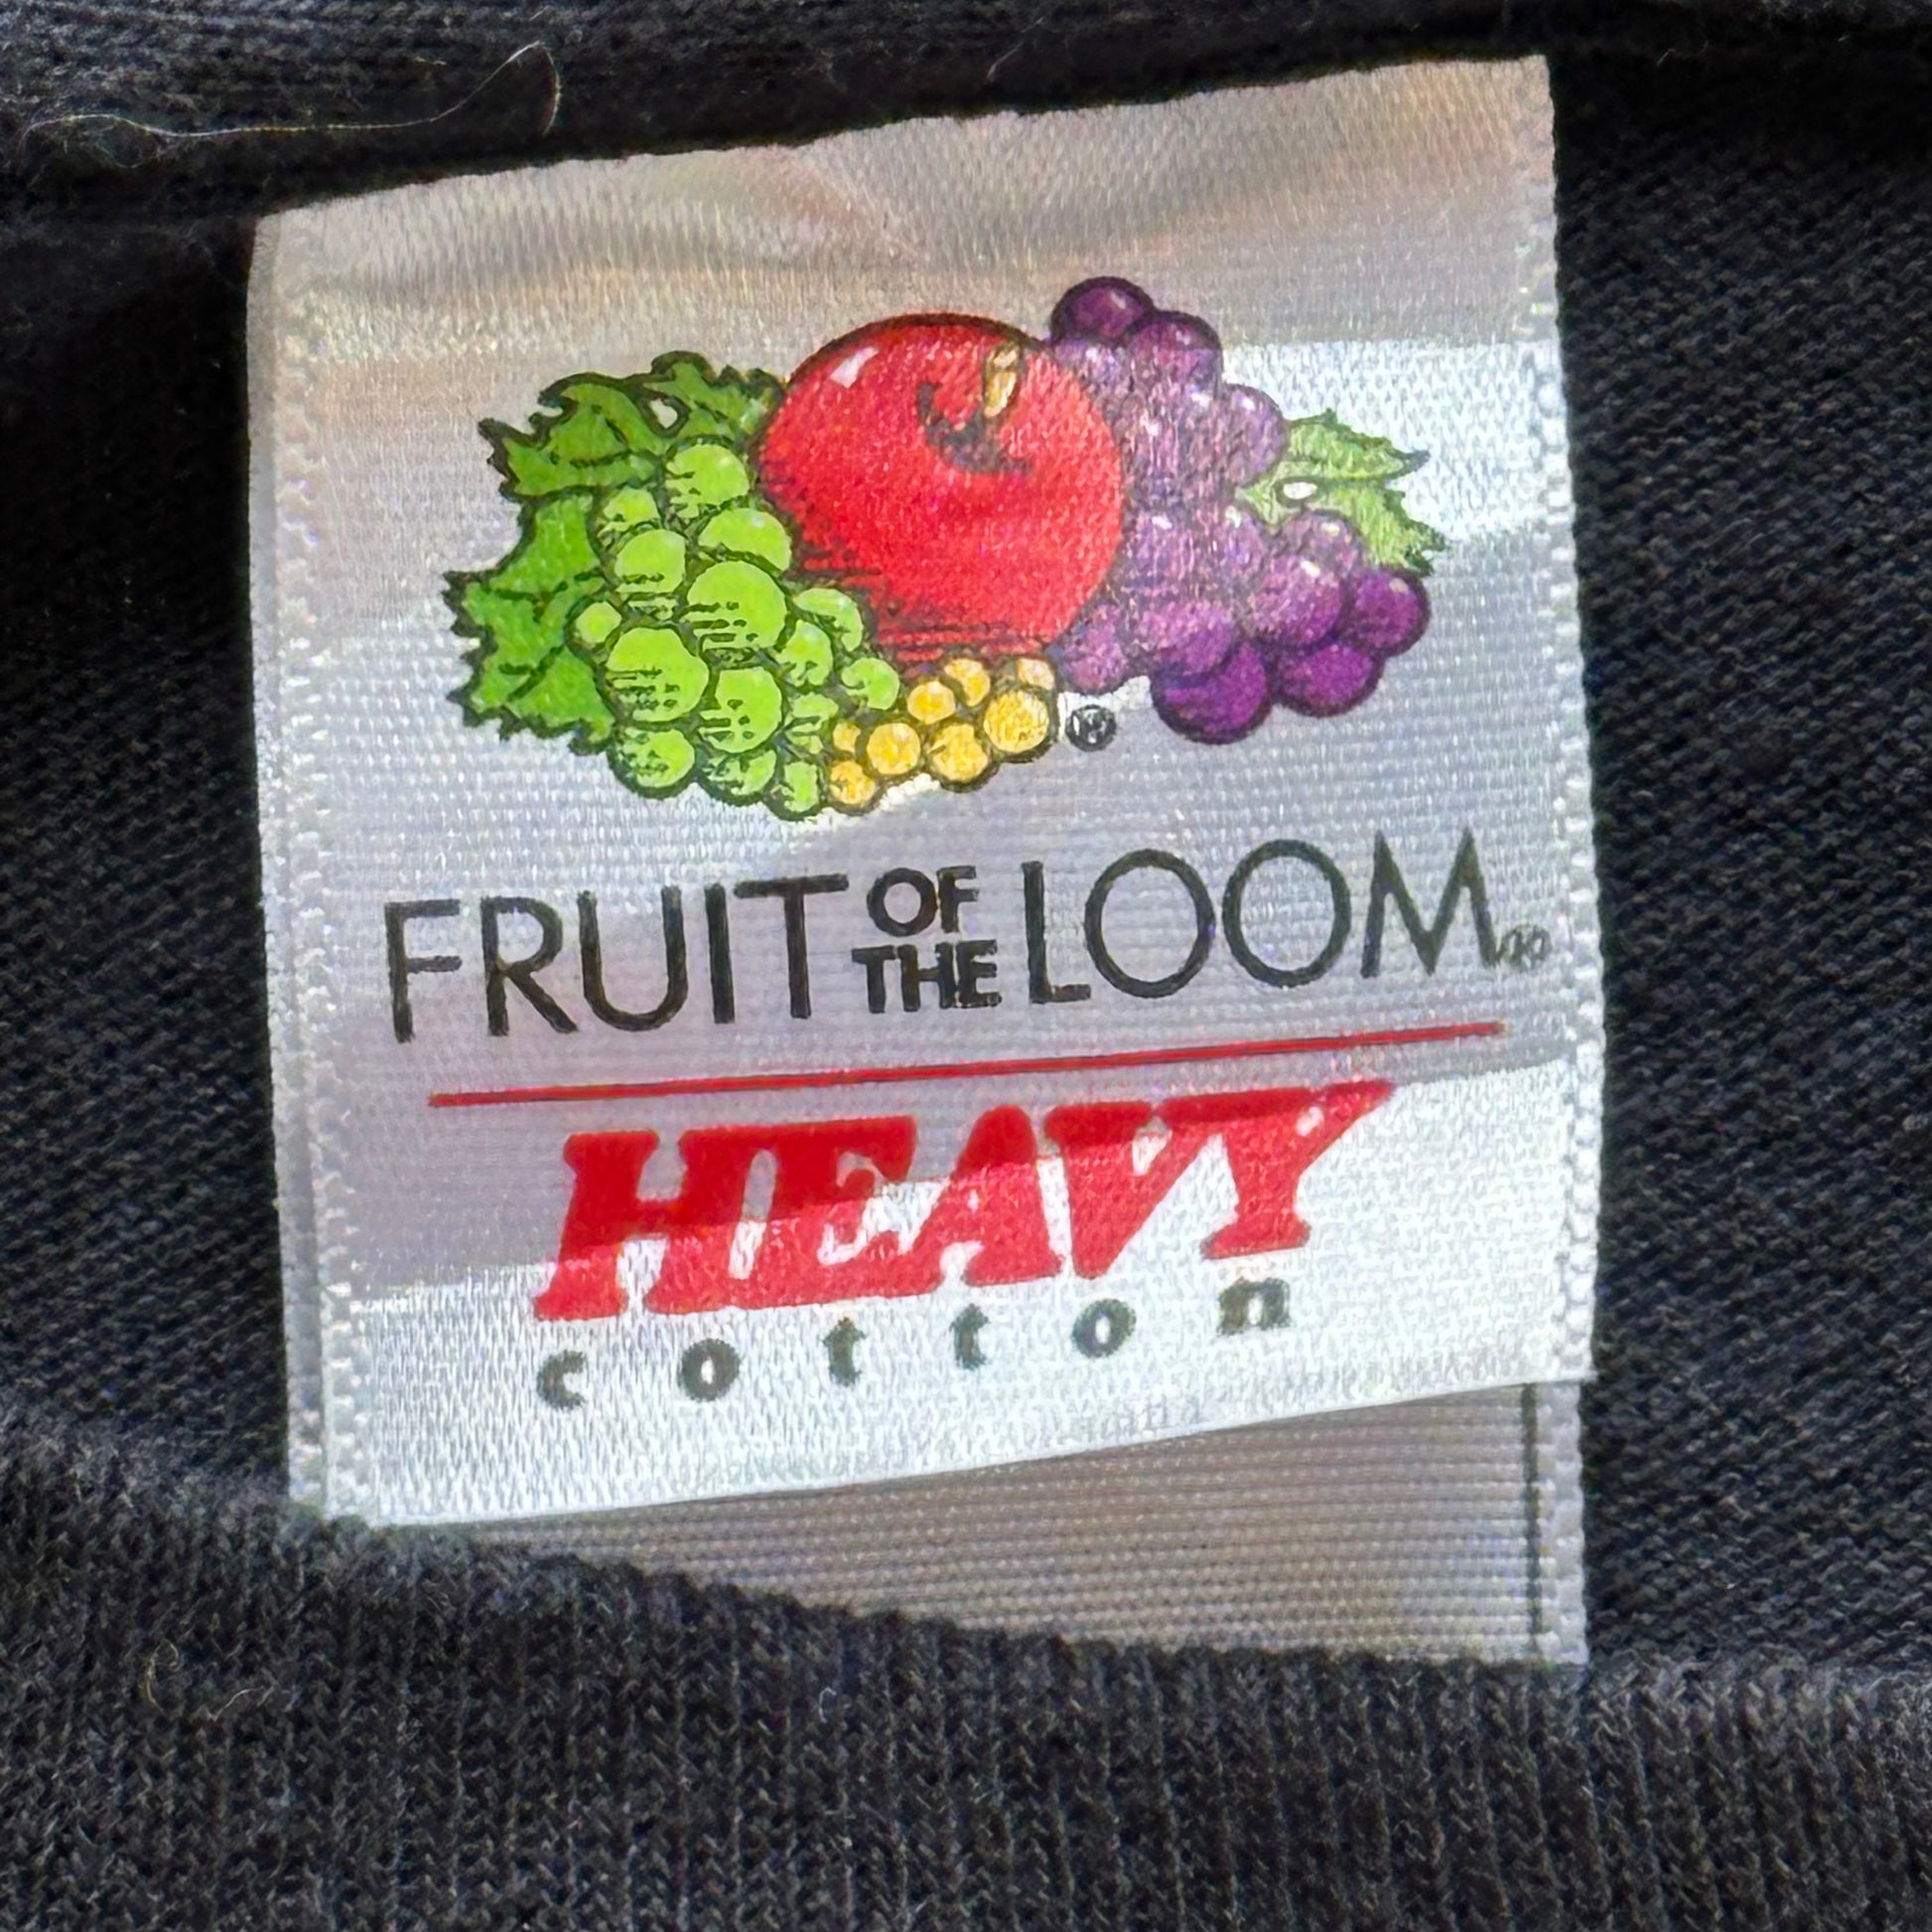 ®
FRUIT OF THE LOOM®
HEAVY
cotton